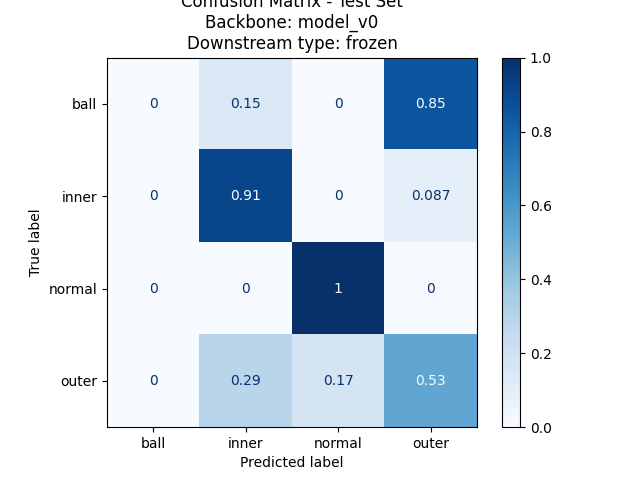 Confusion Matrix - Test Set
Backbone: model_v0
Downstream type: frozen
1.0
ball 0 0.15 0 0.85
0.8
inner 0 0.91 0 0.087
0.6
True label
0.4
normal 0 0 1 0
0.2
outer 0 0.29 0.17 0.53
0.0
ball inner normal outer
Predicted label